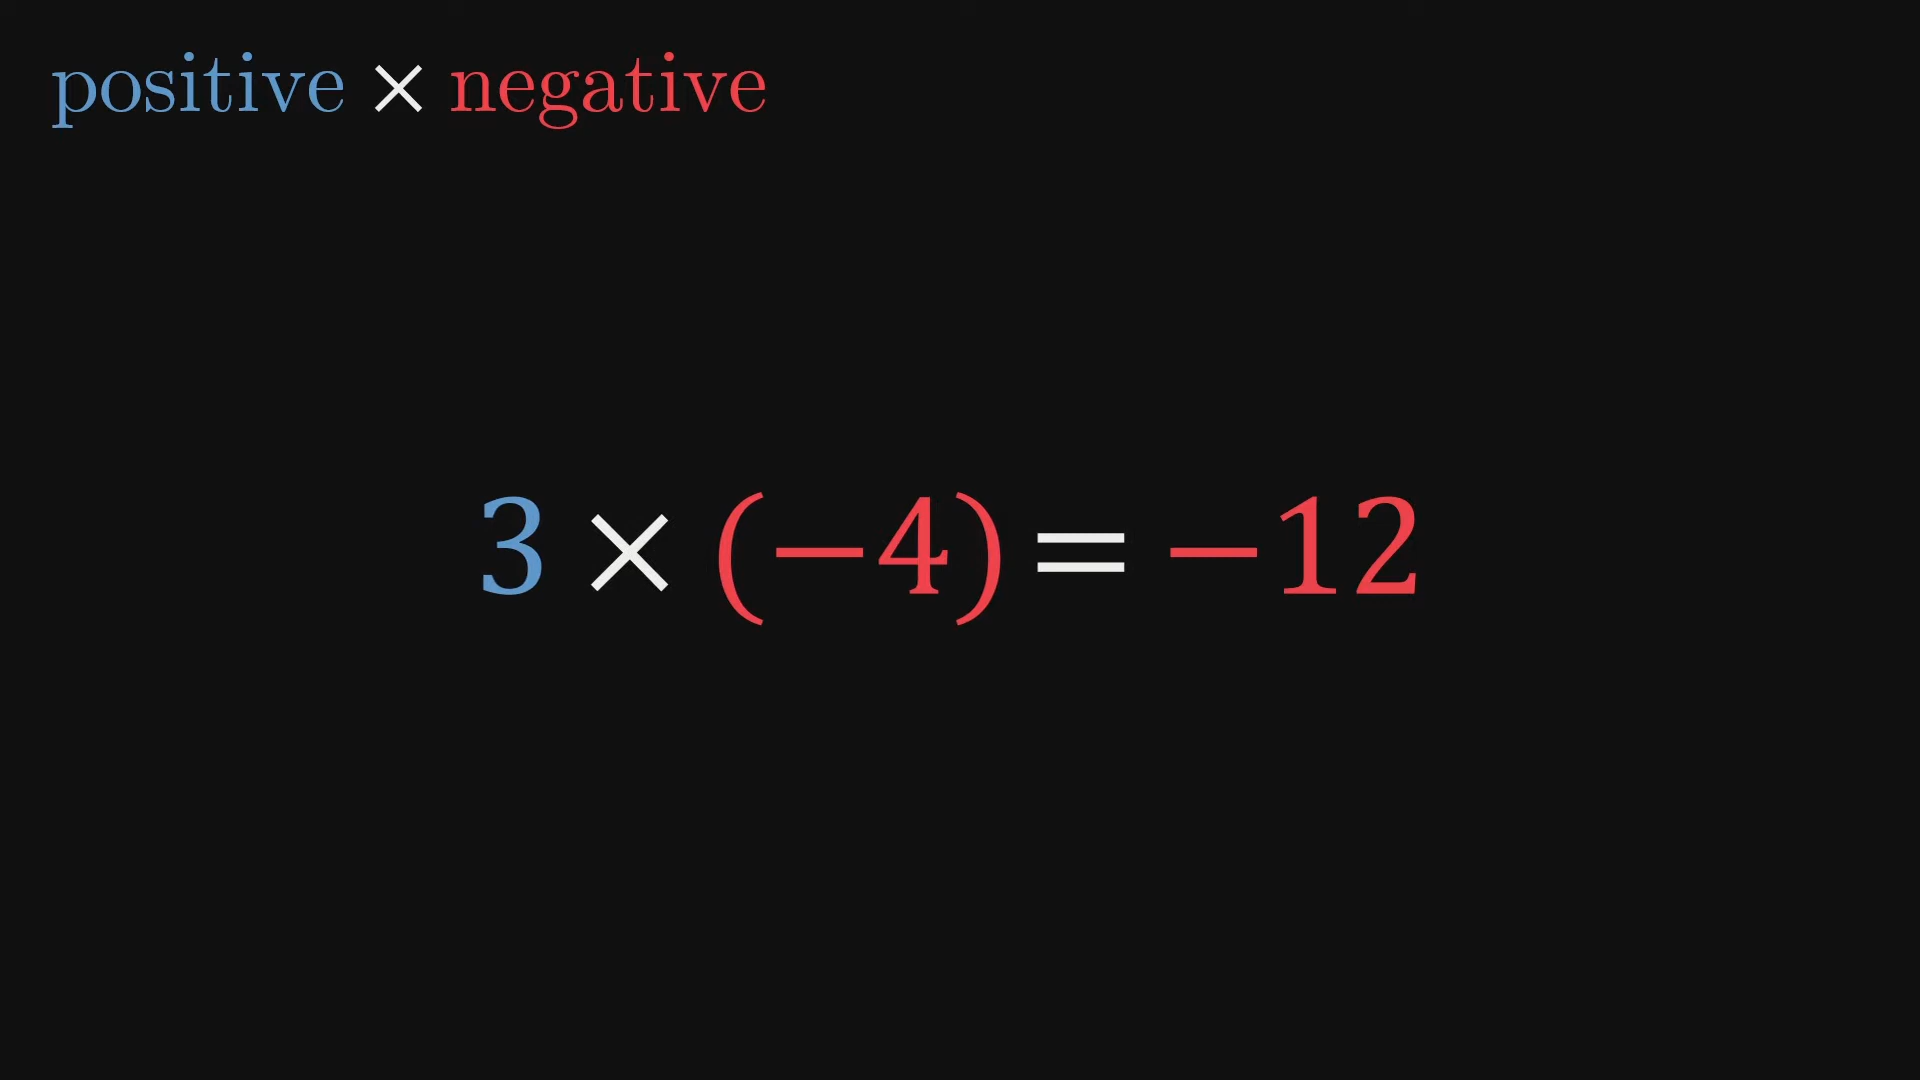 positive × negative
3 × (−4) = −12